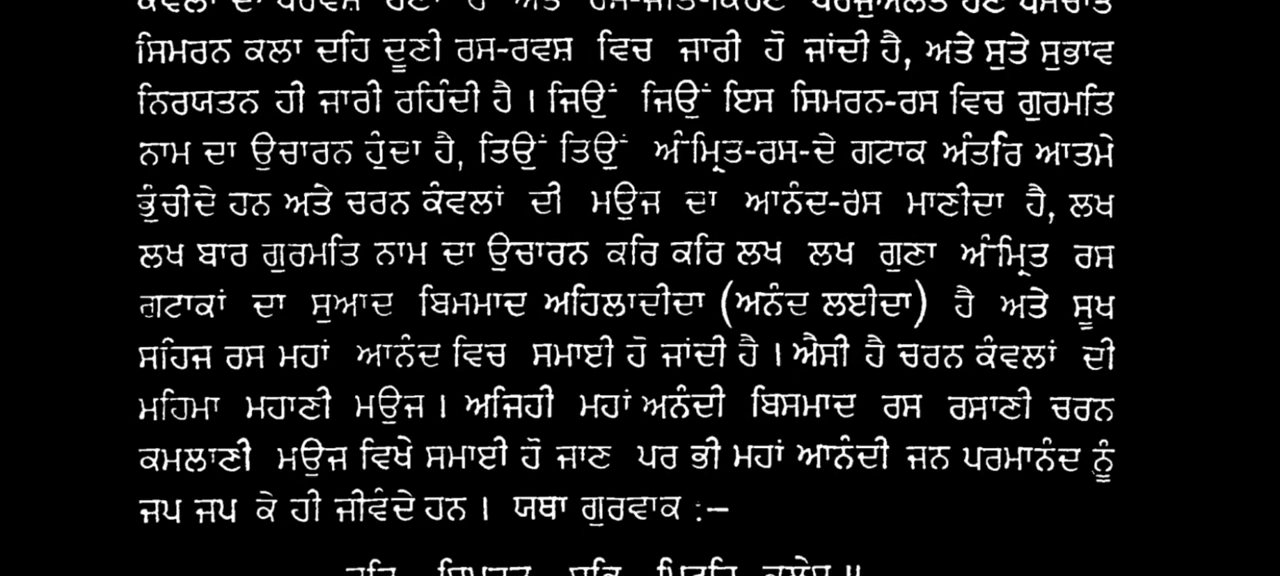 ਸਿਮਰਨ ਕਲਾ ਦਹਿ ਦੂਣੀ ਰਸ-ਰਵਸ਼ ਵਿਚ ਜਾਰੀ ਹੋ ਜਾਂਦੀ ਹੈ, ਅਤੇ ਸੁਤੇ ਸੁਭਾਵ
ਨਿਰਯਤਨ ਹੀ ਜਾਰੀ ਰਹਿੰਦੀ ਹੈ । ਜਿਉਂ ਜਿਉਂ ਇਸ ਸਿਮਰਨ-ਰਸ ਵਿਚ ਗੁਰਮਤਿ
ਨਾਮ ਦਾ ਉਚਾਰਨ ਹੁੰਦਾ ਹੈ, ਤਿਉਂ ਤਿਉਂ ਅੰਮ੍ਰਿਤ-ਰਸ-ਦੇ ਗਟਾਕ ਅੰਤਰਿ ਆਤਮੇ
ਭੁੰਚੀਦੇ ਹਨ ਅਤੇ ਚਰਨ ਕੰਵਲਾਂ ਦੀ ਮਉਜ ਦਾ ਆਨੰਦ-ਰਸ ਮਾਣੀਦਾ ਹੈ, ਲਖ
ਲਖ ਬਾਰ ਗੁਰਮਤਿ ਨਾਮ ਦਾ ਉਚਾਰਨ ਕਰਿ ਕਰਿ ਲਖ ਲਖ ਗੁਣਾ ਅੰਮ੍ਰਿਤ ਰਸ
ਗਟਾਕਾਂ ਦਾ ਸੁਆਦ ਬਿਸਮਾਦ ਅਹਿਲਾਦੀਦਾ (ਅਨੰਦ ਲਈਦਾ) ਹੈ ਅਤੇ ਸੂਖ
ਸਹਿਜ ਰਸ ਮਹਾਂ ਆਨੰਦ ਵਿਚ ਸਮਾਈ ਹੋ ਜਾਂਦੀ ਹੈ । ਐਸੀ ਹੈ ਚਰਨ ਕੰਵਲਾਂ ਦੀ
ਮਹਿਮਾ ਮਹਾਣੀ ਮਉਜ । ਅਜਿਹੀ ਮਹਾਂ ਅਨੰਦੀ ਬਿਸਮਾਦ ਰਸ ਰਸਾਣੀ ਚਰਨ
ਕਮਲਾਣੀ ਮਉਜ ਵਿਖੇ ਸਮਾਈ ਹੋ ਜਾਣ ਪਰ ਭੀ ਮਹਾਂ ਆਨੰਦੀ ਜਨ ਪਰਮਾਨੰਦ ਨੂੰ
ਜਪ ਜਪ ਕੇ ਹੀ ਜੀਵੰਦੇ ਹਨ । ਯਥਾ ਗੁਰਵਾਕ :–